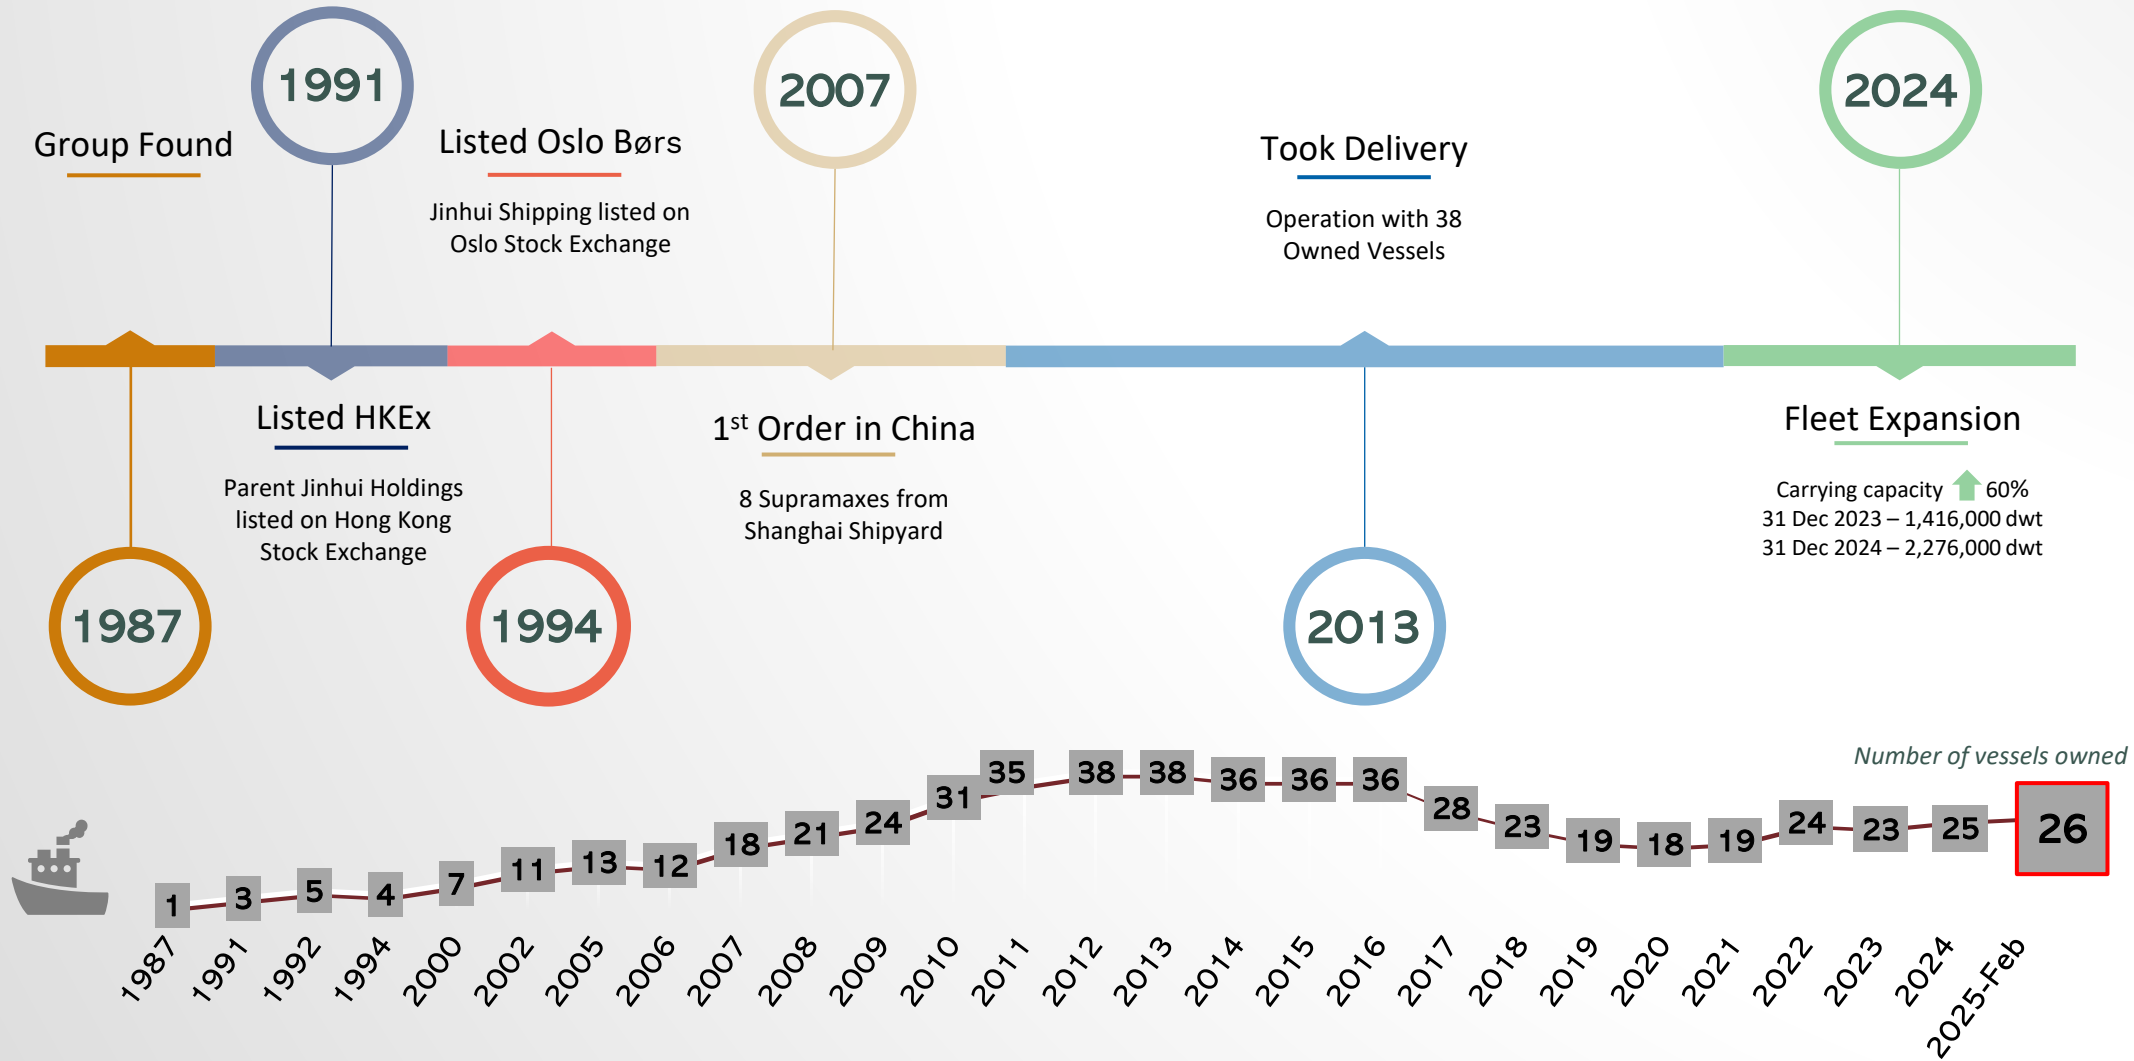 Group Found
1987
1991
Listed HKEx
Parent Jinhui Holdings
listed on Hong Kong
Stock Exchange
Listed Oslo Børs
Jinhui Shipping listed on
Oslo Stock Exchange
1994
2007
1st Order in China
8 Supramaxes from
Shanghai Shipyard
Took Delivery
Operation with 38
Owned Vessels
2013
2024
Fleet Expansion
Carrying capacity 60%
31 Dec 2023 – 1,416,000 dwt
31 Dec 2024 – 2,276,000 dwt
Number of vessels owned
1 3 5 4 7 11 13 12 18 21 24 31 35 38 38 36 36 36 28 23 19 18 19 24 23 25 26
1987 1991 1992 1994 2000 2002 2005 2006 2007 2008 2009 2010 2011 2012 2013 2014 2015 2016 2017 2018 2019 2020 2021 2022 2023 2024 2025-Feb